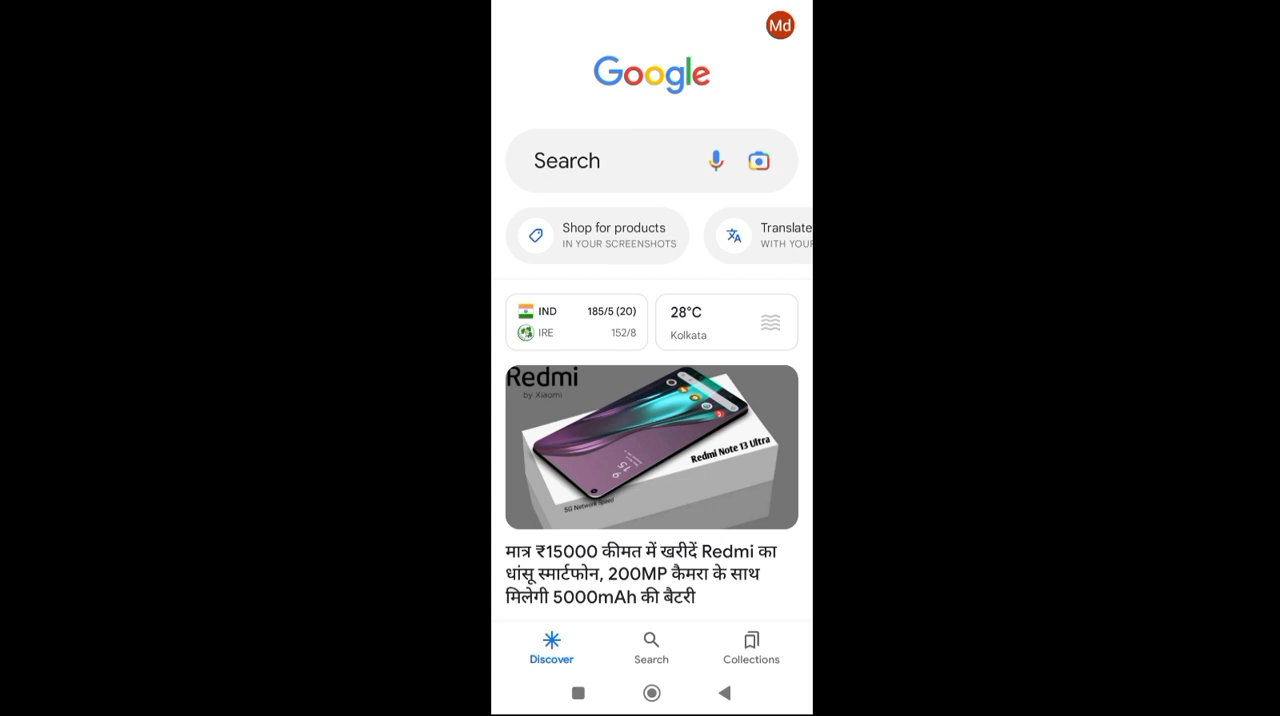 Md
Google
Search
Shop for products
IN YOUR SCREENSHOTS
Translate
WITH YOUR
IND 185/5 (20)
IRE 152/8
28°C
Kolkata
Redmi
by Xiaomi
Redmi Note 13 Ultra
5G Network Speed
मात्र ₹15000 कीमत में खरीदें Redmi का
धांसू स्मार्टफोन, 200MP कैमरा के साथ
मिलेगी 5000mAh की बैटरी
Discover
Search
Collections